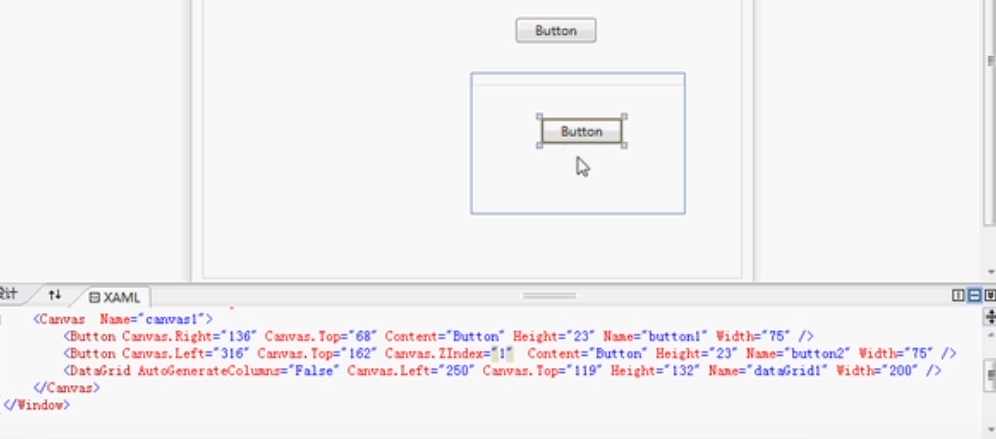 Button
Button
设计
XAML
<Canvas Name="canvas1">
<Button Canvas.Right="136" Canvas.Top="68" Content="Button" Height="23" Name="button1" Width="75" />
<Button Canvas.Left="316" Canvas.Top="162" Canvas.ZIndex="1" Content="Button" Height="23" Name="button2" Width="75" />
<DataGrid AutoGenerateColumns="False" Canvas.Left="250" Canvas.Top="119" Height="132" Name="dataGrid1" Width="200" />
</Canvas>
</Window>